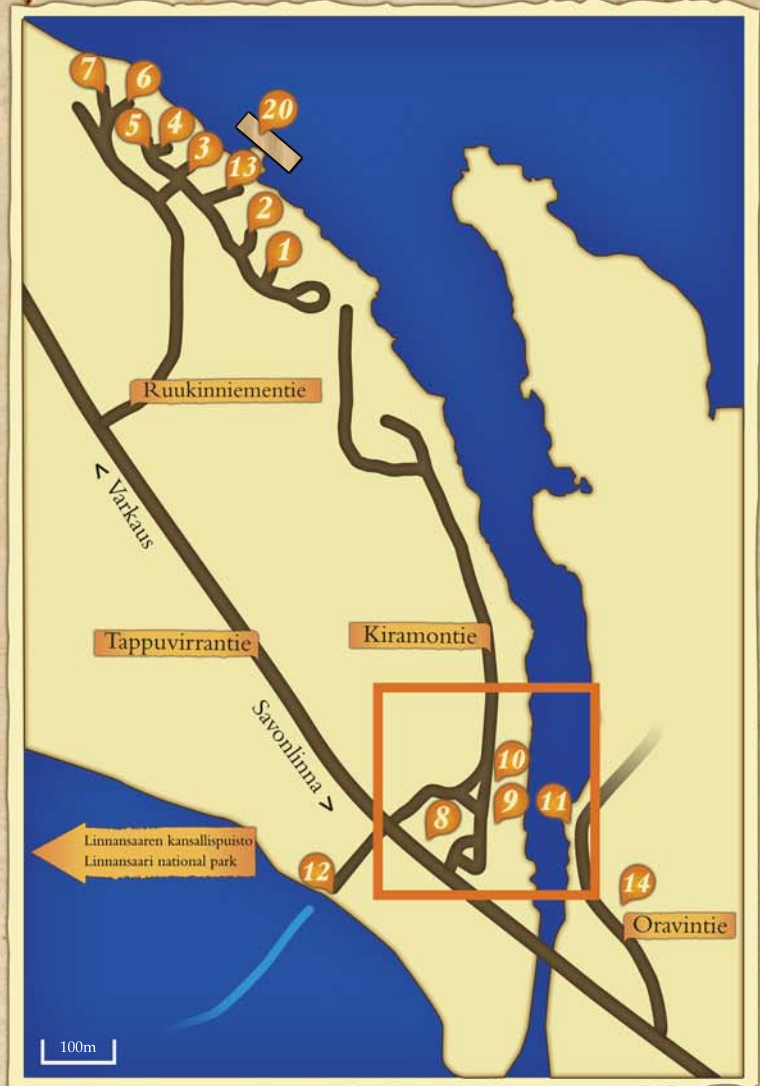 7
6
20
5
4
3
13
2
1
Ruukinniementie
< Varkaus
Tappuvirrantie
Kiramontie
Savonlinna >
10
9
11
8
Linnansaaren kansallispuisto
Linnansaari national park
12
14
Oravintie
100m